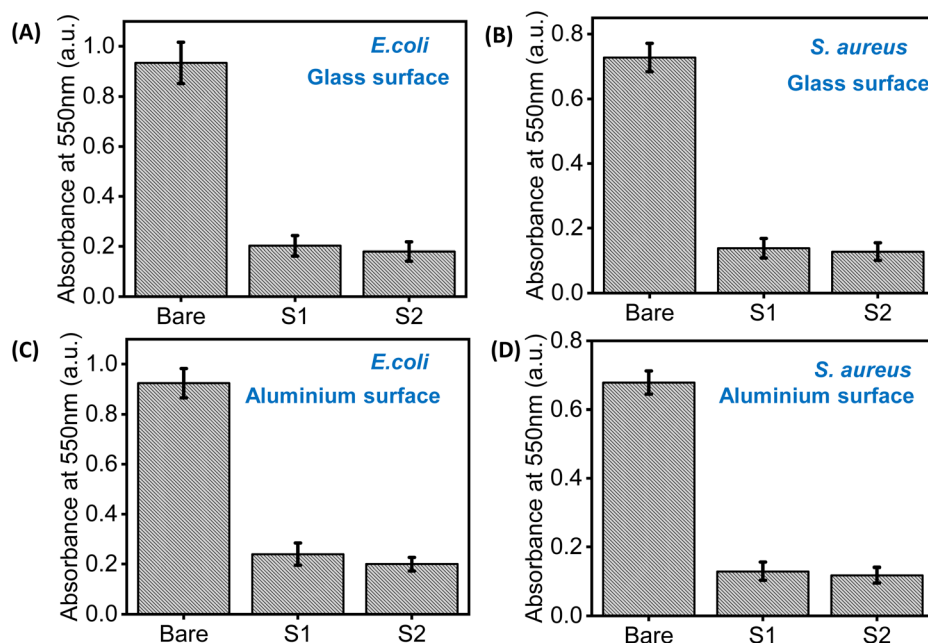 (A)
Absorbance at 550nm (a.u.)
1.0
0.8
0.6
0.4
0.2
0.0
E.coli
Glass surface
Bare S1 S2
(B)
Absorbance at 550nm (a.u.)
0.8
0.6
0.4
0.2
0.0
S. aureus
Glass surface
Bare S1 S2
(C)
Absorbance at 550nm (a.u.)
1.0
0.8
0.6
0.4
0.2
0.0
E.coli
Aluminium surface
Bare S1 S2
(D)
Absorbance at 550nm (a.u.)
0.8
0.6
0.4
0.2
0.0
S. aureus
Aluminium surface
Bare S1 S2